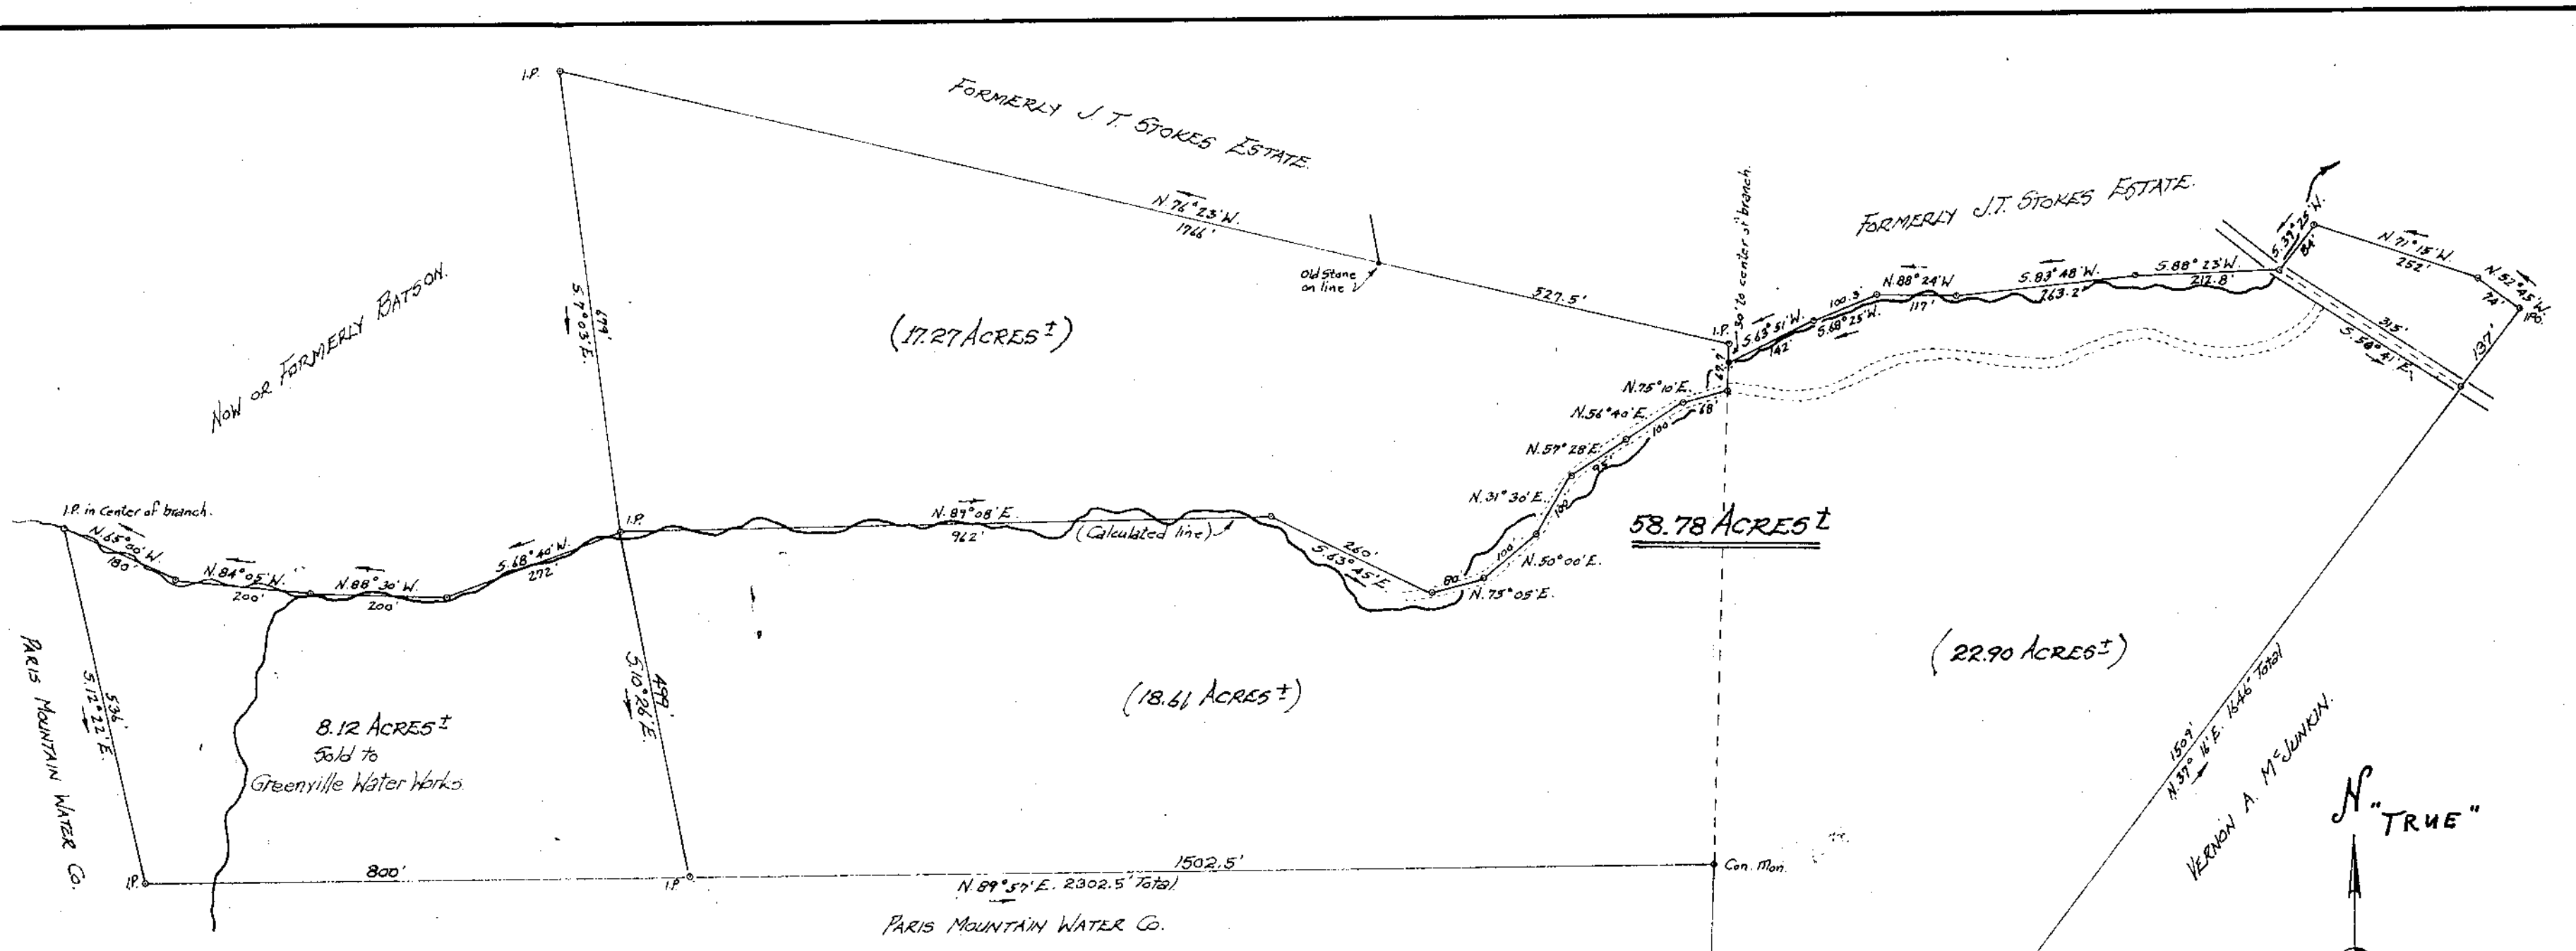 I.P.
FORMERLY J. T. STOKES ESTATE.
N.76°23'W.
1766'
Old Stone
on line
527.5'
30' to center of branch.
FORMERLY J.T. STOKES ESTATE.
S.39°25'W.
84'
N.71°15'W.
252'
N.52°45'W.
74'
I.P.O.
137'
315'
S.56°41'E.
S.88°23'W.
212.8'
S.83°48'W.
263.2'
N.88°24'W.
117'
100.3'
S.68°25'W.
S.63°51'W.
142'
I.P.
67.7'
NOW OR FORMERLY BATSON.
679'
S.7°03'E.
(17.27 ACRES±)
N.75°10'E.
68'
N.56°40'E.
100'
N.57°28'E.
95'
N.31°30'E.
100'
N.50°00'E.
100'
N.75°05'E.
80'
260'
S.63°45'E.
58.78 ACRES±
I.P. in Center of branch.
N.65°00'W.
180'
N.84°05'W.
200'
N.88°30'W.
200'
S.68°40'W.
272'
I.P.
N.89°08'E.
962'
(Calculated line)
PARIS MOUNTAIN WATER CO.
536'
S.12°22'E.
8.12 ACRES±
Sold to
Greenville Water Works.
499'
S.10°26'E.
(18.61 ACRES±)
(22.90 ACRES±)
1509'
N.37°16'E. 1646' Total
VERNON A. McJUNKIN.
N "TRUE"
I.P.
800'
I.P.
1502.5'
N.89°57'E. 2302.5' Total
Con. Mon.
PARIS MOUNTAIN WATER CO.